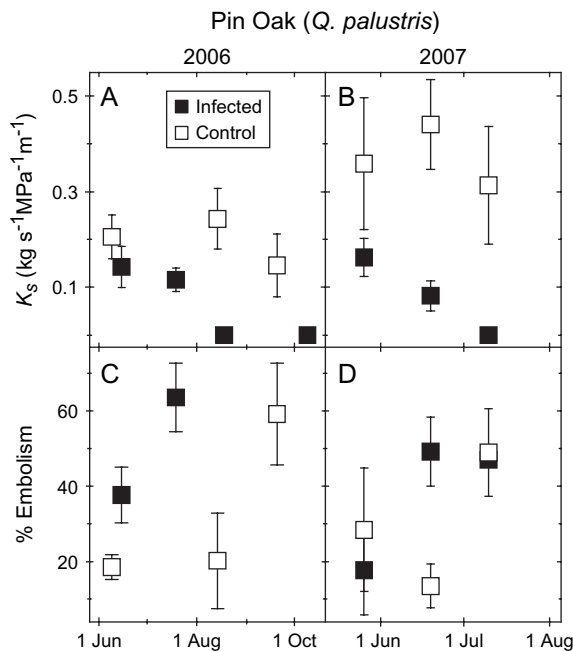 Pin Oak (Q. palustris)
2006 2007
A B
Infected
Control
0.5
0.3
0.1
Ks (kg s⁻¹MPa⁻¹m⁻¹)
C D
60
40
20
% Embolism
1 Jun 1 Aug 1 Oct 1 Jun 1 Jul 1 Aug